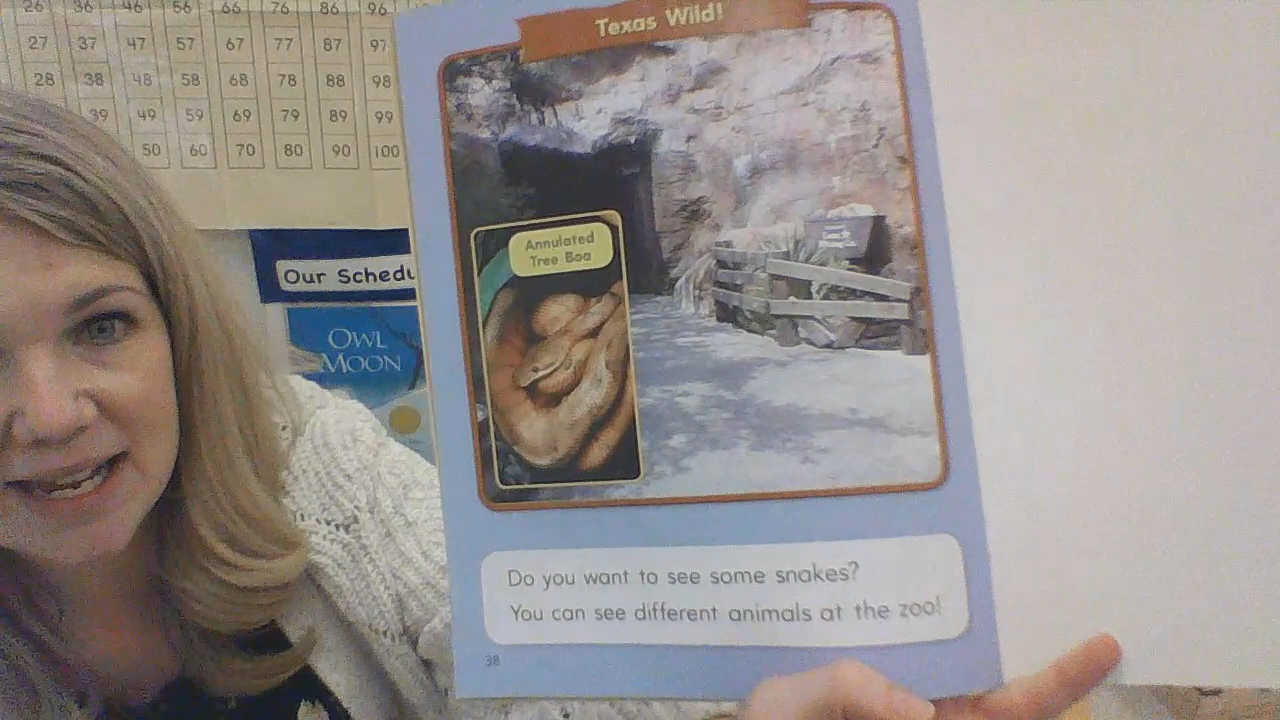 26 36 46 56 66 76 86 96
27 37 47 57 67 77 87 97
28 38 48 58 68 78 88 98
39 49 59 69 79 89 99
50 60 70 80 90 100
Our Schedu
OWL
MOON
Texas Wild!
Annulated
Tree Boa
Do you want to see some snakes?
You can see different animals at the zoo!
38